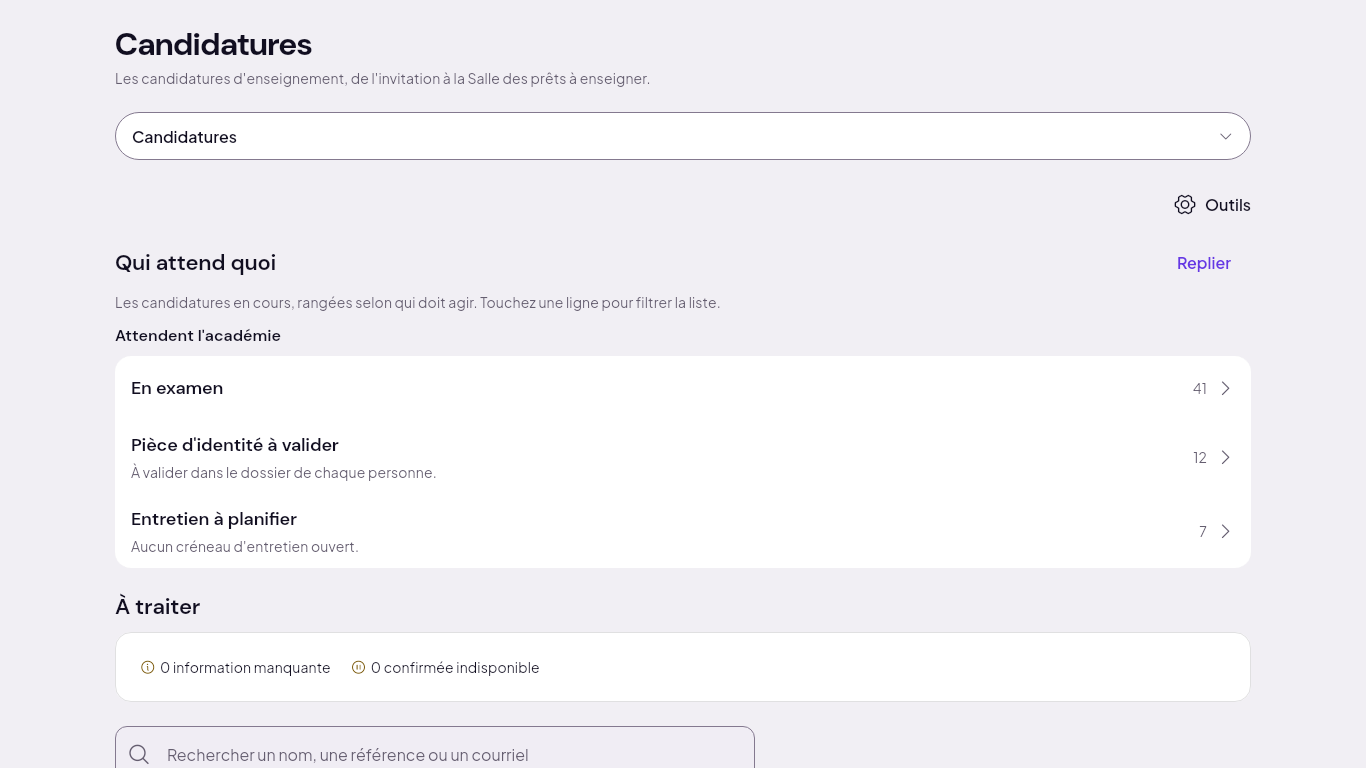 Candidatures
Les candidatures d'enseignement, de l'invitation à la Salle des prêts à enseigner.
Candidatures
Outils
Qui attend quoi
Replier
Les candidatures en cours, rangées selon qui doit agir. Touchez une ligne pour filtrer la liste.
Attendent l'académie
En examen
41
Pièce d'identité à valider
À valider dans le dossier de chaque personne.
12
Entretien à planifier
Aucun créneau d'entretien ouvert.
7
À traiter
0 information manquante
0 confirmée indisponible
Rechercher un nom, une référence ou un courriel